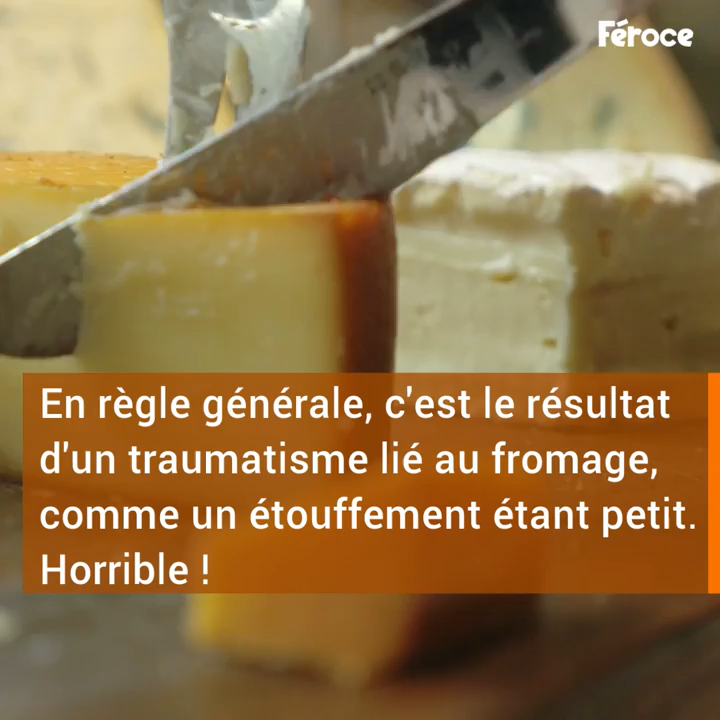 Féroce
En règle générale, c'est le résultat
d'un traumatisme lié au fromage,
comme un étouffement étant petit.
Horrible !